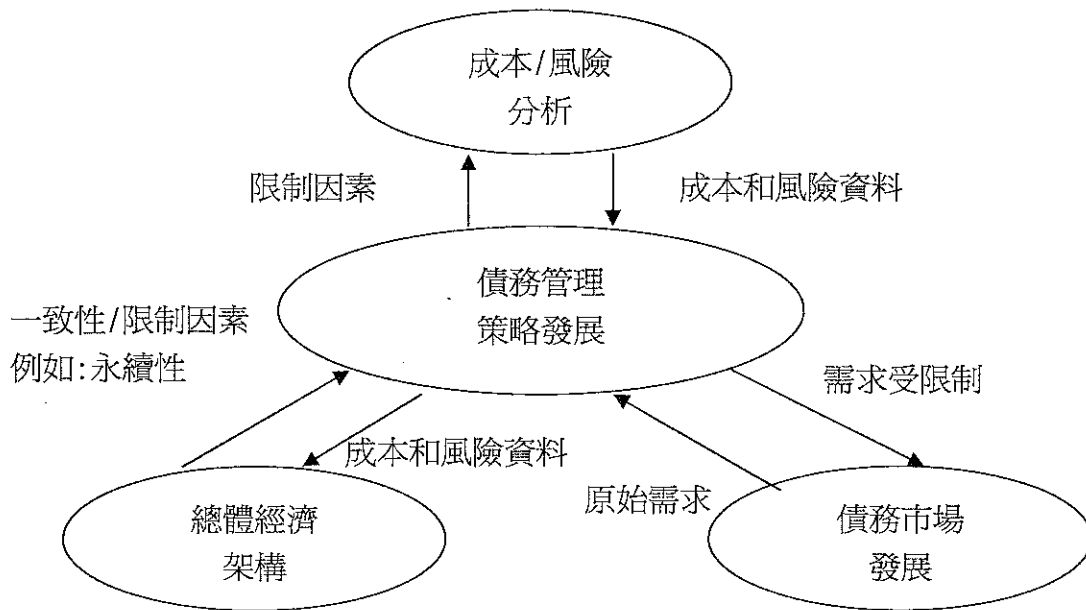 成本/風險
分析
限制因素
成本和風險資料
債務管理
策略發展
一致性/限制因素
例如:永續性
需求受限制
成本和風險資料
原始需求
總體經濟
架構
債務市場
發展